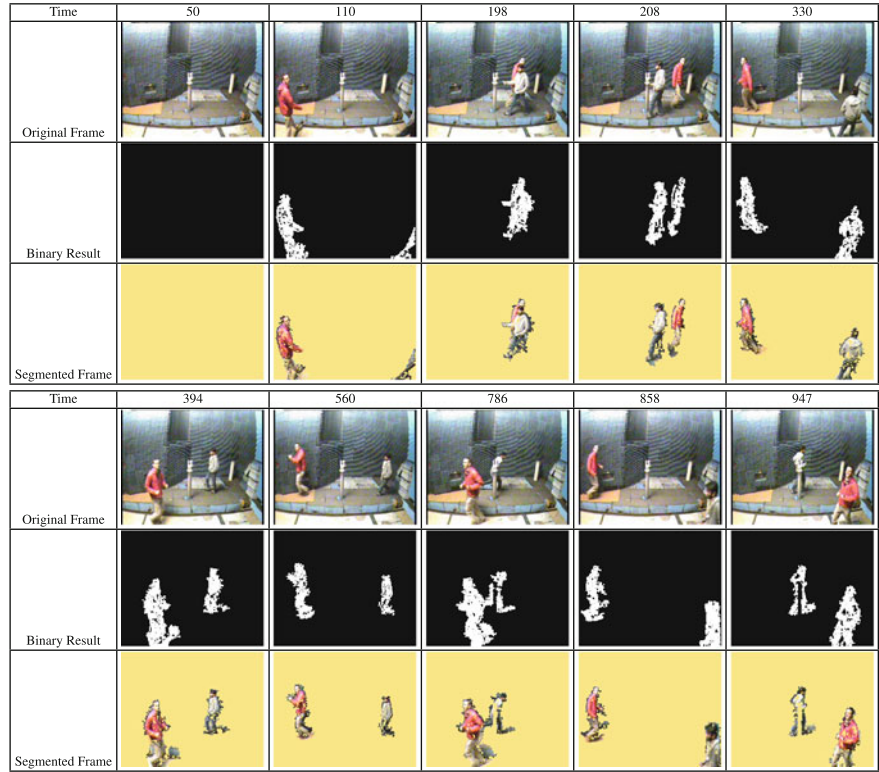 Time 50 110 198 208 330
Original Frame
Binary Result
Segmented Frame
Time 394 560 786 858 947
Original Frame
Binary Result
Segmented Frame